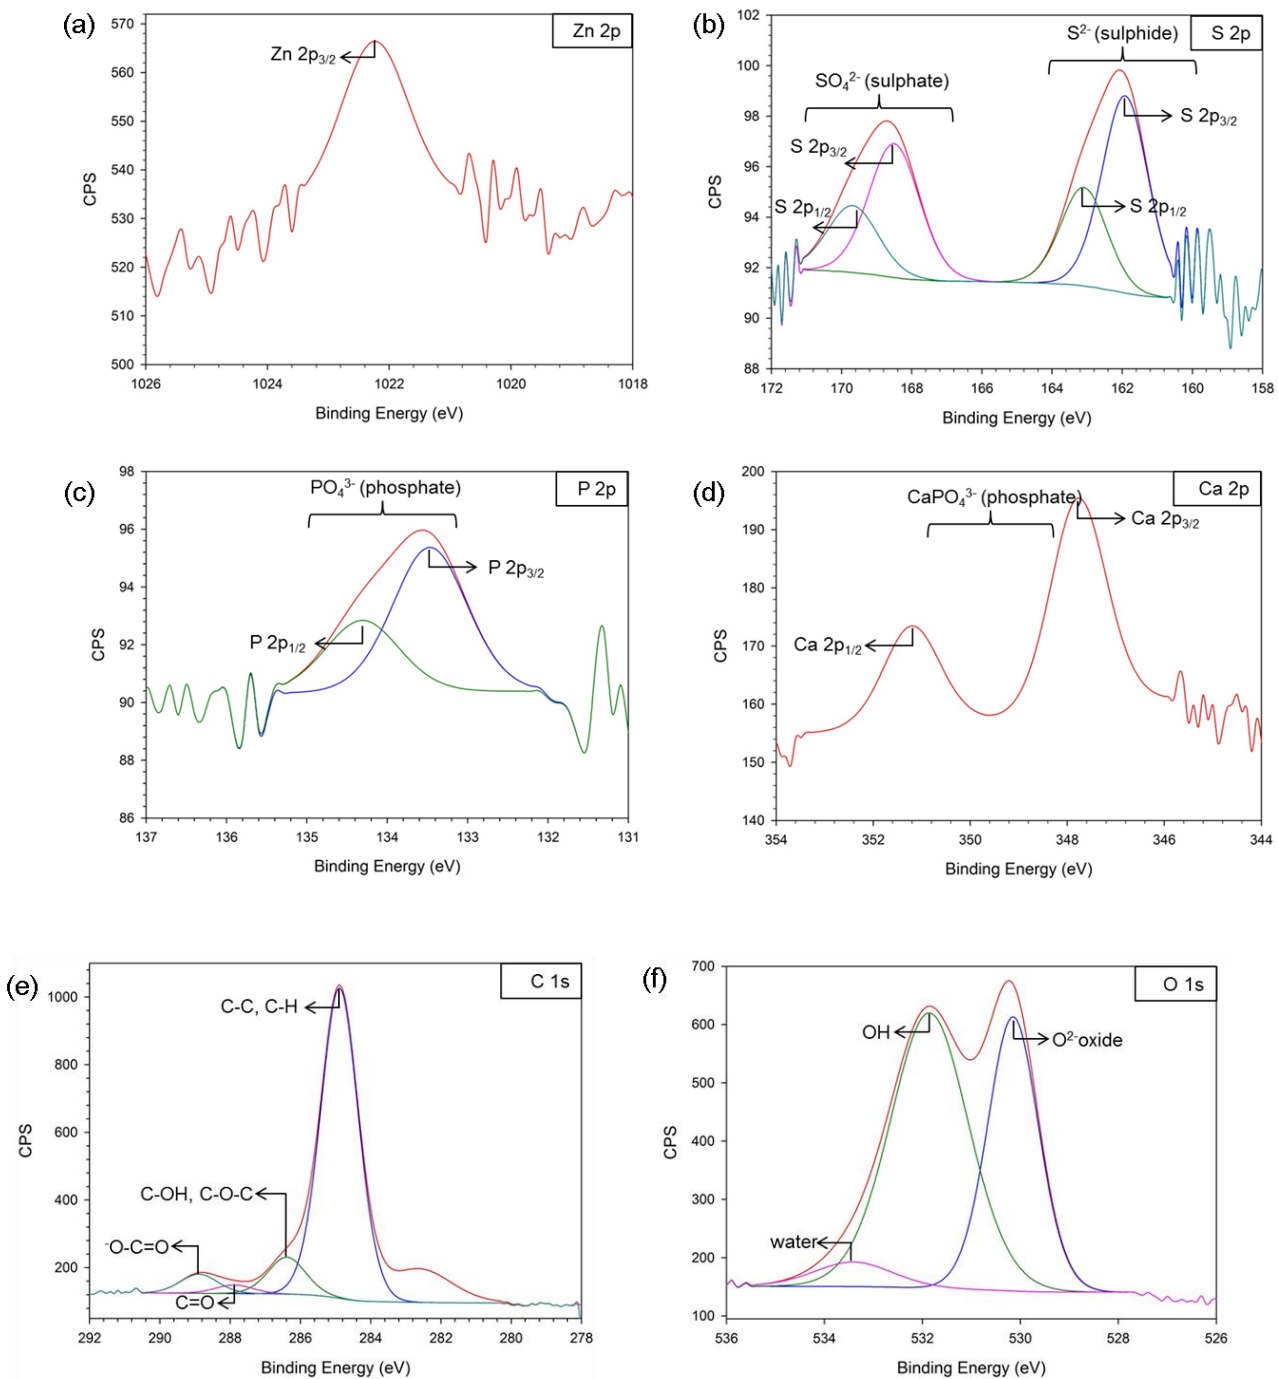 (a)
Zn 2p
Zn 2p3/2
CPS
570
560
550
540
530
520
510
500
1026 1024 1022 1020 1018
Binding Energy (eV)
(b)
S 2p
S²⁻ (sulphide)
SO₄²⁻ (sulphate)
S 2p3/2
S 2p3/2
S 2p1/2
S 2p1/2
CPS
102
100
98
96
94
92
90
88
172 170 168 166 164 162 160 158
Binding Energy (eV)
(c)
P 2p
PO₄³⁻ (phosphate)
P 2p3/2
P 2p1/2
CPS
98
96
94
92
90
88
86
137 136 135 134 133 132 131
Binding Energy (eV)
(d)
Ca 2p
CaPO₄³⁻ (phosphate)
Ca 2p3/2
Ca 2p1/2
CPS
200
190
180
170
160
150
140
354 352 350 348 346 344
Binding Energy (eV)
(e)
C 1s
C-C, C-H
C-OH, C-O-C
⁻O-C=O
C=O
CPS
1000
800
600
400
200
292 290 288 286 284 282 280 278
Binding Energy (eV)
(f)
O 1s
OH
O²⁻oxide
water
CPS
700
600
500
400
300
200
100
536 534 532 530 528 526
Binding Energy (eV)